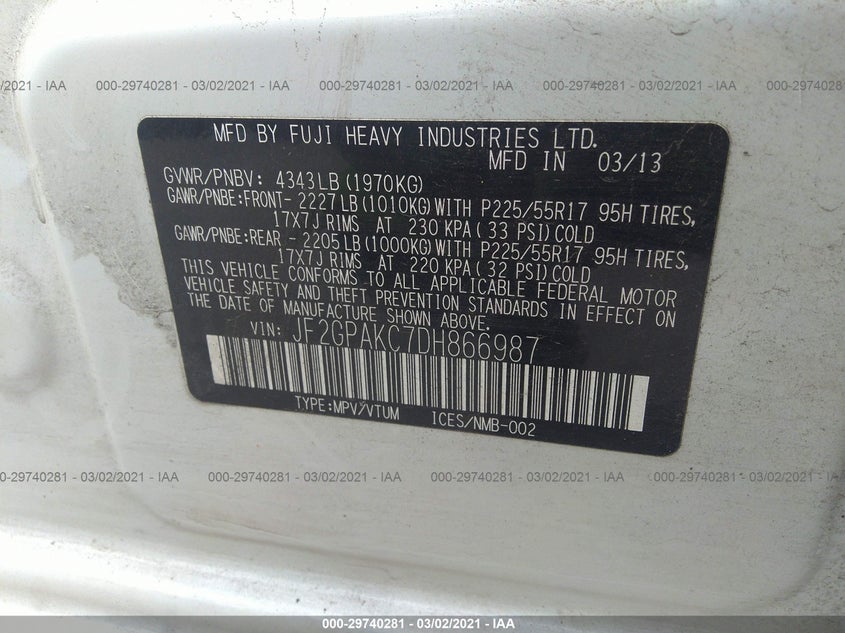 1 - 03/02/2021 - IAA 000-29740281 - 03/02/2021 - IAA 000-29740281 - 03/02/2021 - IAA 000-29740281 - 03/02/2021 - IAA 000-2
MFD BY FUJI HEAVY INDUSTRIES LTD.
MFD IN 03/13
GVWR/PNBV: 4343LB(1970KG)
GAWR/PNBE:FRONT- 2227LB(1010KG)WITH P225/55R17 95H TIRES,
17X7J RIMS AT 230 KPA(33 PSI)COLD
GAWR/PNBE:REAR - 2205LB(1000KG)WITH P225/55R17 95H TIRES,
17X7J RIMS AT 220 KPA(32 PSI)COLD
THIS VEHICLE CONFORMS TO ALL APPLICABLE FEDERAL MOTOR
VEHICLE SAFETY AND THEFT PREVENTION STANDARDS IN EFFECT ON
THE DATE OF MANUFACTURE SHOWN ABOVE.
VIN: JF2GPAKC7DH866987
TYPE:MPV/VTUM ICES/NMB-002
- 03/02/2021 - IAA 000-29740281 - 03/02/2021 - IAA 000-29740281 - 03/02/2021 - IAA 000-29740281 - 03/02/2021 - IAA 000-2
000-29740281 - 03/02/2021 - IAA